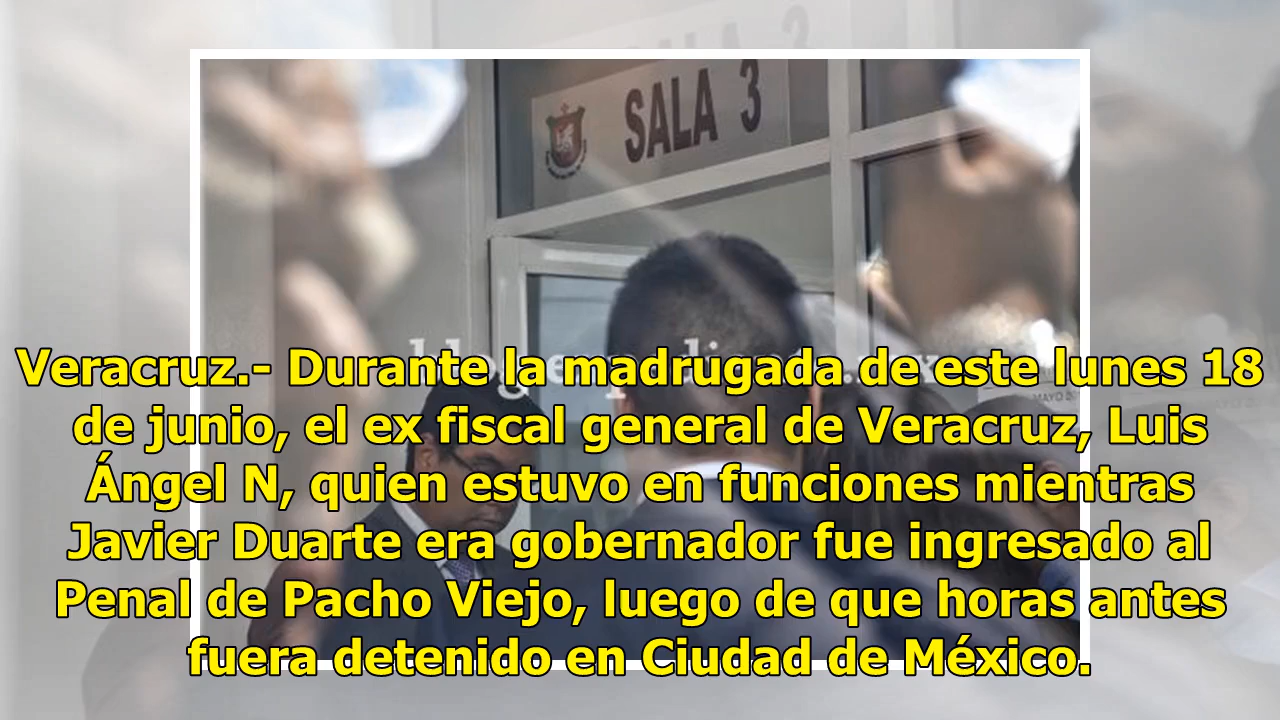 SALA 3
Veracruz.- Durante la madrugada de este lunes 18
de junio, el ex fiscal general de Veracruz, Luis
Ángel N, quien estuvo en funciones mientras
Javier Duarte era gobernador fue ingresado al
Penal de Pacho Viejo, luego de que horas antes
fuera detenido en Ciudad de México.